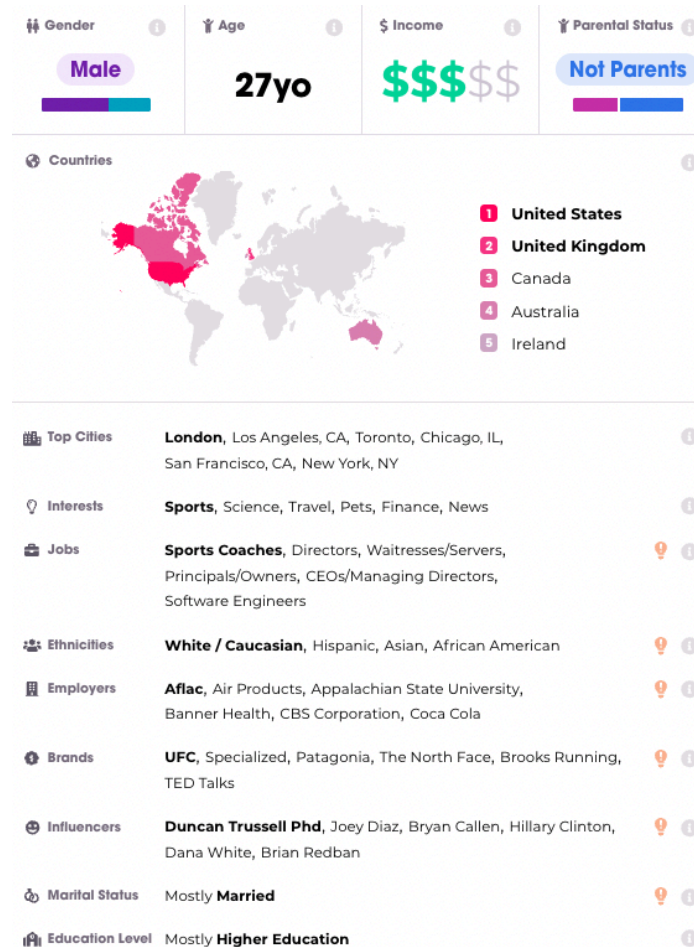 Gender
Age
$ Income
Parental Status
Male
27yo
$$$$$
Not Parents
Countries
1 United States
2 United Kingdom
3 Canada
4 Australia
5 Ireland
Top Cities
London, Los Angeles, CA, Toronto, Chicago, IL,
San Francisco, CA, New York, NY
Interests
Sports, Science, Travel, Pets, Finance, News
Jobs
Sports Coaches, Directors, Waitresses/Servers,
Principals/Owners, CEOs/Managing Directors,
Software Engineers
Ethnicities
White / Caucasian, Hispanic, Asian, African American
Employers
Aflac, Air Products, Appalachian State University,
Banner Health, CBS Corporation, Coca Cola
Brands
UFC, Specialized, Patagonia, The North Face, Brooks Running,
TED Talks
Influencers
Duncan Trussell Phd, Joey Diaz, Bryan Callen, Hillary Clinton,
Dana White, Brian Redban
Marital Status
Mostly Married
Education Level
Mostly Higher Education